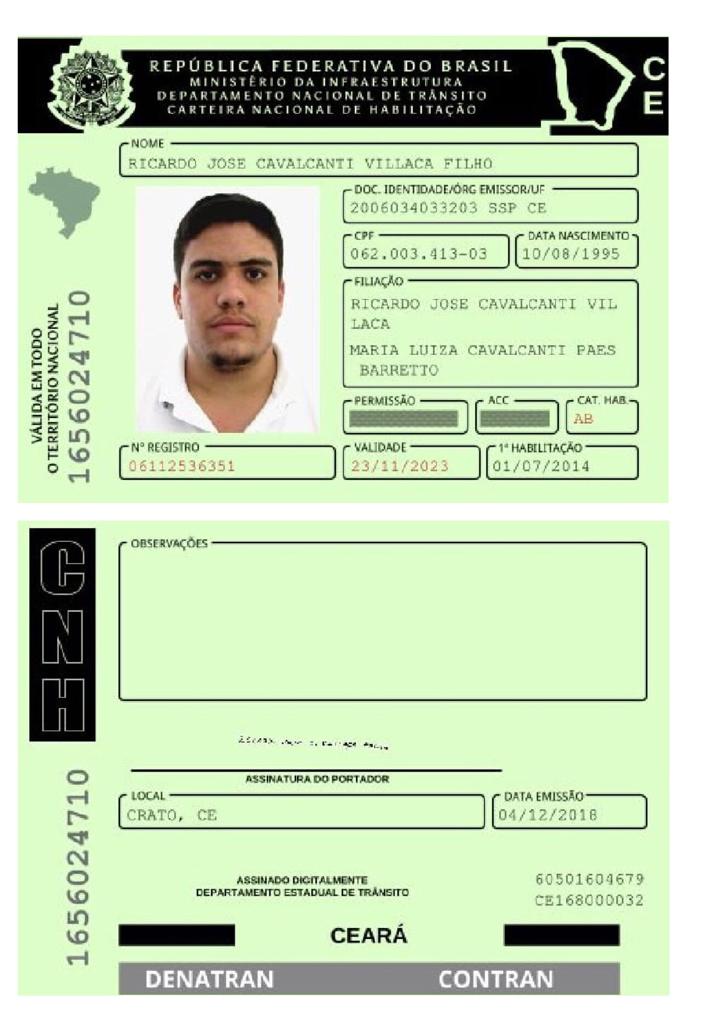 REPÚBLICA FEDERATIVA DO BRASIL
MINISTÉRIO DA INFRAESTRUTURA
DEPARTAMENTO NACIONAL DE TRÂNSITO
CARTEIRA NACIONAL DE HABILITAÇÃO
C
E
NOME
RICARDO JOSE CAVALCANTI VILLACA FILHO
DOC. IDENTIDADE/ÓRG EMISSOR/UF
2006034033203 SSP CE
CPF
062.003.413-03
DATA NASCIMENTO
10/08/1995
FILIAÇÃO
RICARDO JOSE CAVALCANTI VIL
LACA
MARIA LUIZA CAVALCANTI PAES
BARRETTO
PERMISSÃO
ACC
CAT. HAB.
AB
Nº REGISTRO
06112536351
VALIDADE
23/11/2023
1ª HABILITAÇÃO
01/07/2014
VÁLIDA EM TODO
O TERRITÓRIO NACIONAL
1656024710
CNH
OBSERVAÇÕES
ASSINATURA DO PORTADOR
LOCAL
CRATO, CE
DATA EMISSÃO
04/12/2018
1656024710
ASSINADO DIGITALMENTE
DEPARTAMENTO ESTADUAL DE TRÂNSITO
60501604679
CE168000032
CEARÁ
DENATRAN
CONTRAN